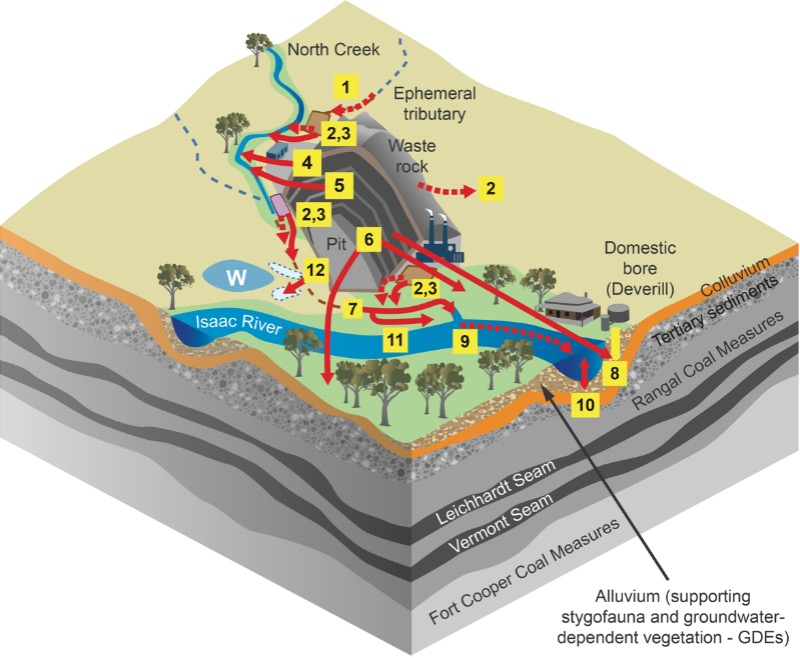 North Creek
1
Ephemeral
tributary
2,3
Waste
rock
4
5
2
2,3
Pit
6
Domestic
bore
(Deverill)
Colluvium
Tertiary sediments
W
12
2,3
7
Isaac River
11
9
8
Rangal Coal Measures
10
Leichhardt Seam
Vermont Seam
Fort Cooper Coal Measures
Alluvium (supporting
stygofauna and groundwater-
dependent vegetation - GDEs)